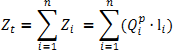 $Z_t = \sum_{i=1}^{n} Z_i = \sum_{i=1}^{n} (Q_i^p \cdot l_i)$